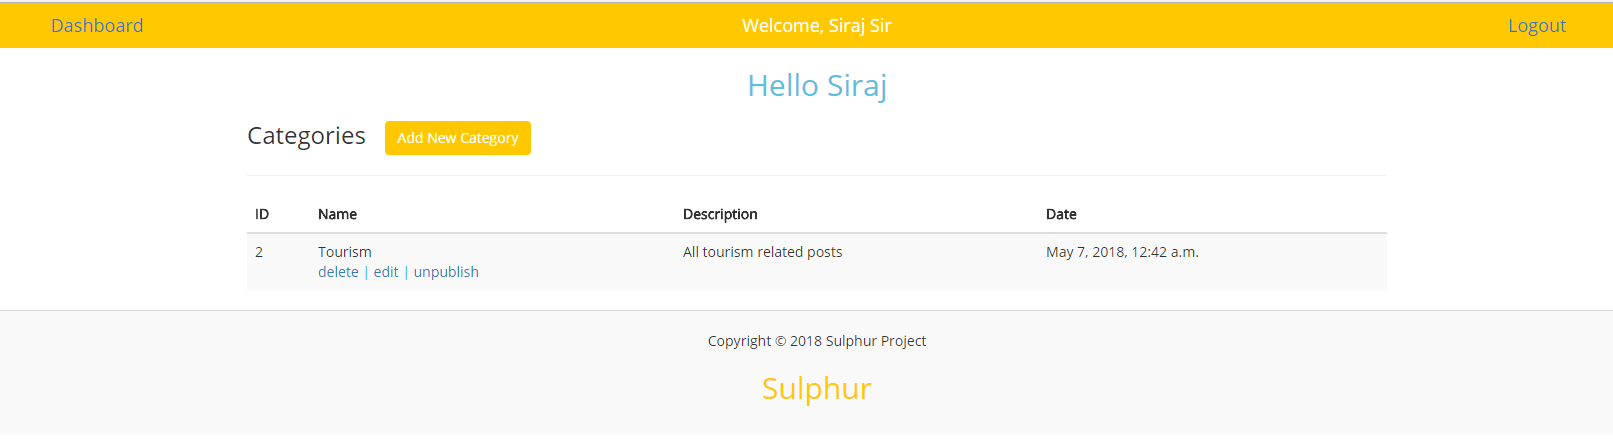 Dashboard Welcome, Siraj Sir Logout
Hello Siraj
Categories Add New Category
ID Name Description Date
2 Tourism All tourism related posts May 7, 2018, 12:42 a.m.
delete | edit | unpublish
Copyright © 2018 Sulphur Project
Sulphur